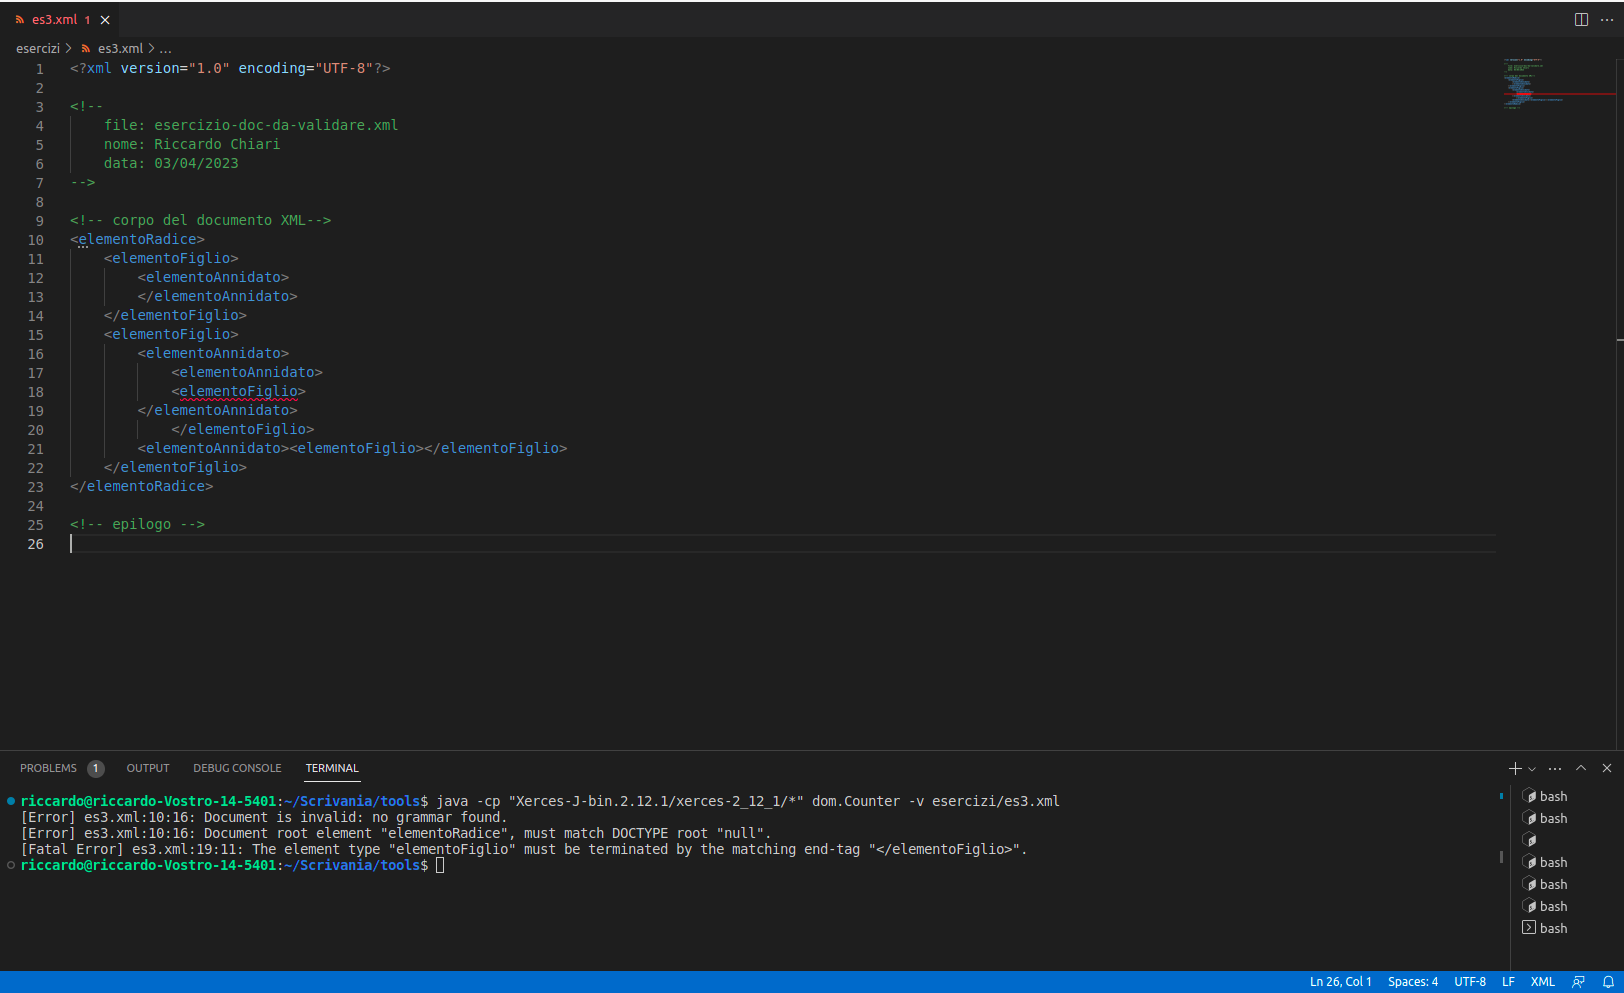 es3.xml 1
esercizi > es3.xml > ...
1 <?xml version="1.0" encoding="UTF-8"?>
2
3 <!--
4     file: esercizio-doc-da-validare.xml
5     nome: Riccardo Chiari
6     data: 03/04/2023
7 -->
8
9 <!-- corpo del documento XML-->
10 <elementoRadice>
11     <elementoFiglio>
12         <elementoAnnidato>
13         </elementoAnnidato>
14     </elementoFiglio>
15     <elementoFiglio>
16         <elementoAnnidato>
17             <elementoAnnidato>
18             <elementoFiglio>
19         </elementoAnnidato>
20             </elementoFiglio>
21         <elementoAnnidato><elementoFiglio></elementoFiglio>
22     </elementoFiglio>
23 </elementoRadice>
24
25 <!-- epilogo -->
26
PROBLEMS 1 OUTPUT DEBUG CONSOLE TERMINAL
riccardo@riccardo-Vostro-14-5401:~/Scrivania/tools$ java -cp "Xerces-J-bin.2.12.1/xerces-2_12_1/*" dom.Counter -v esercizi/es3.xml
[Error] es3.xml:10:16: Document is invalid: no grammar found.
[Error] es3.xml:10:16: Document root element "elementoRadice", must match DOCTYPE root "null".
[Fatal Error] es3.xml:19:11: The element type "elementoFiglio" must be terminated by the matching end-tag "</elementoFiglio>".
riccardo@riccardo-Vostro-14-5401:~/Scrivania/tools$
bash
bash
bash
bash
bash
bash
Ln 26, Col 1 Spaces: 4 UTF-8 LF XML